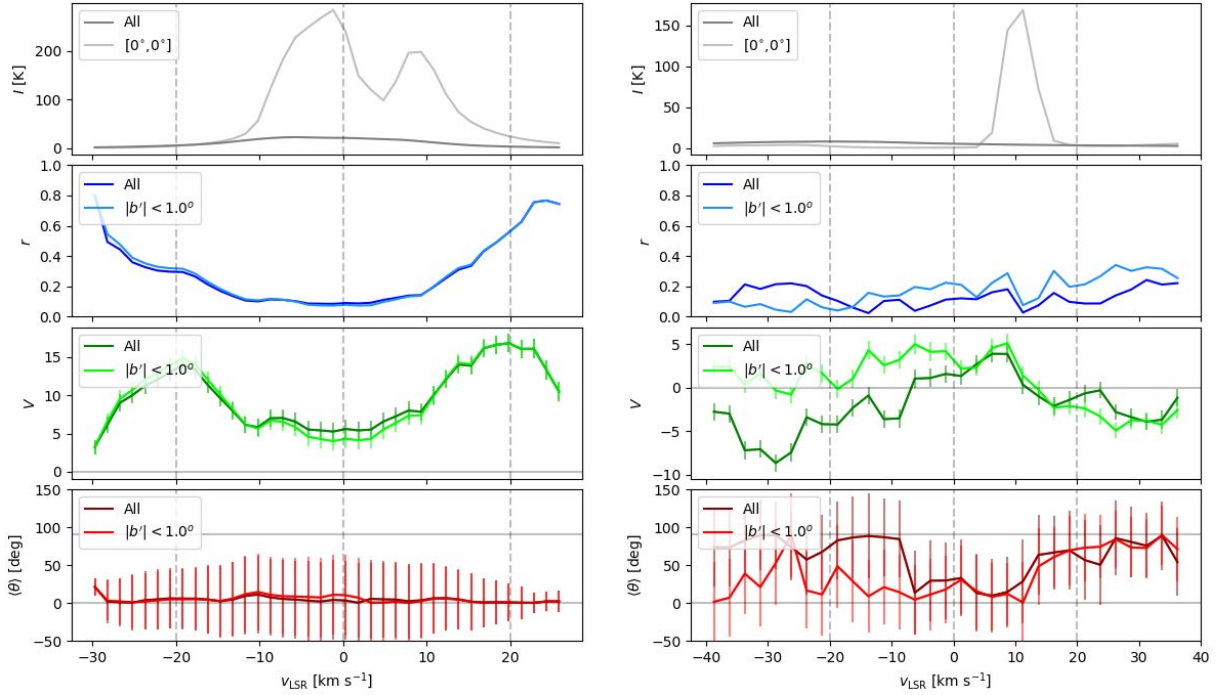 All
[0°,0°]
I [K]
200
100
0
All
|b'| < 1.0°
r
1.0
0.8
0.6
0.4
0.2
0.0
All
|b'| < 1.0°
V
15
10
5
0
All
|b'| < 1.0°
⟨θ⟩ [deg]
150
100
50
0
−50
−30
−20
−10
0
10
20
v_LSR [km s⁻¹]
All
[0°,0°]
I [K]
150
100
50
0
All
|b'| < 1.0°
r
1.0
0.8
0.6
0.4
0.2
0.0
All
|b'| < 1.0°
V
5
0
−5
−10
All
|b'| < 1.0°
⟨θ⟩ [deg]
150
100
50
0
−50
−40
−30
−20
−10
0
10
20
30
40
v_LSR [km s⁻¹]